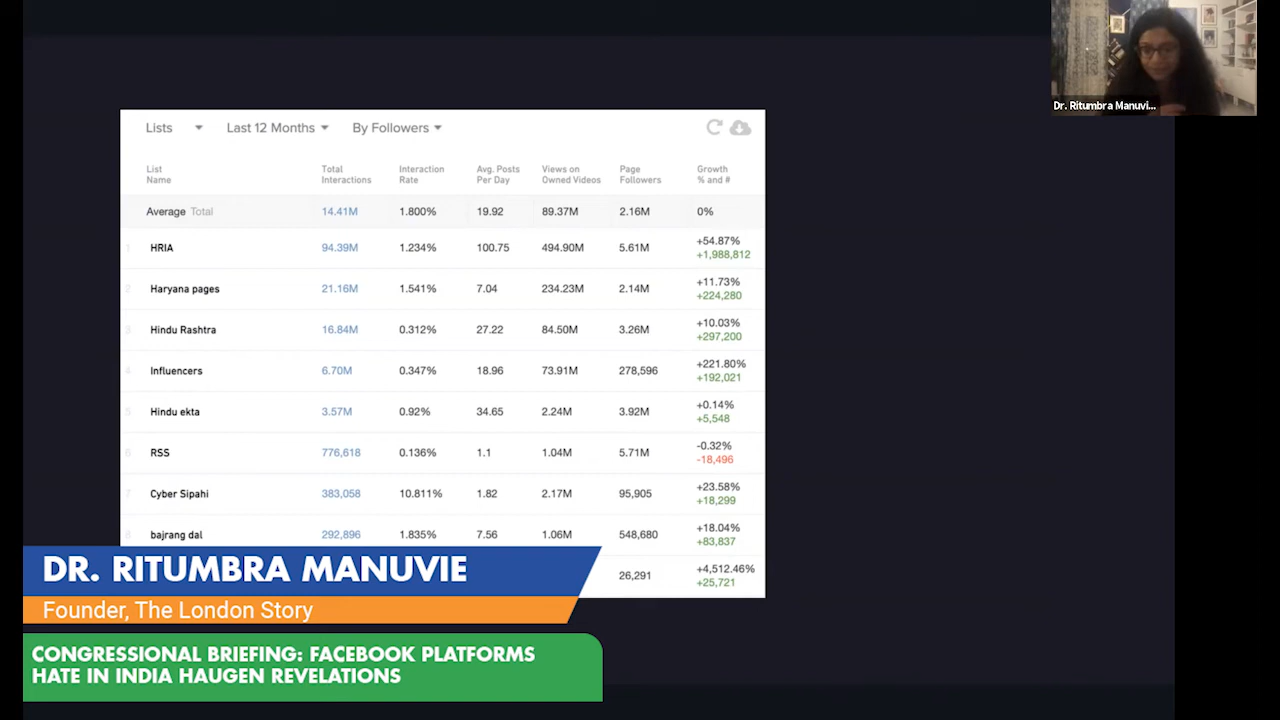 Dr. Ritumbra Manuvi...
Lists Last 12 Months By Followers
List Name Total Interactions Interaction Rate Avg. Posts Per Day Views on Owned Videos Page Followers Growth % and #
Average Total 14.41M 1.800% 19.92 89.37M 2.16M 0%
1 HRIA 94.39M 1.234% 100.75 494.90M 5.61M +54.87% +1,988,812
2 Haryana pages 21.16M 1.541% 7.04 234.23M 2.14M +11.73% +224,280
3 Hindu Rashtra 16.84M 0.312% 27.22 84.50M 3.26M +10.03% +297,200
4 Influencers 6.70M 0.347% 18.96 73.91M 278,596 +221.80% +192,021
5 Hindu ekta 3.57M 0.92% 34.65 2.24M 3.92M +0.14% +5,548
6 RSS 776,618 0.136% 1.1 1.04M 5.71M -0.32% -18,496
7 Cyber Sipahi 383,058 10.811% 1.82 2.17M 95,905 +23.58% +18,299
8 bajrang dal 292,896 1.835% 7.56 1.06M 548,680 +18.04% +83,837
26,291 +4,512.46% +25,721
DR. RITUMBRA MANUVIE
Founder, The London Story
CONGRESSIONAL BRIEFING: FACEBOOK PLATFORMS
HATE IN INDIA HAUGEN REVELATIONS